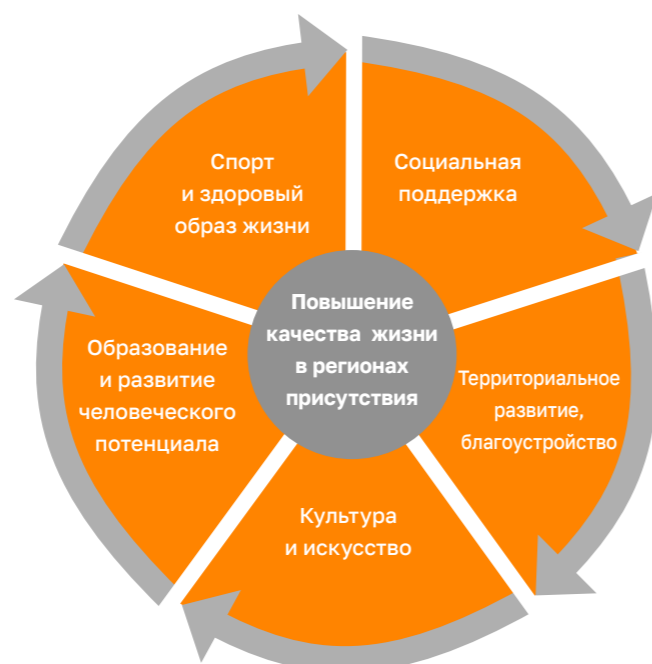 Спорт
и здоровый
образ жизни
Социальная
поддержка
Повышение
качества жизни
в регионах
присутствия
Образование
и развитие
человеческого
потенциала
Территориальное
развитие,
благоустройство
Культура
и искусство